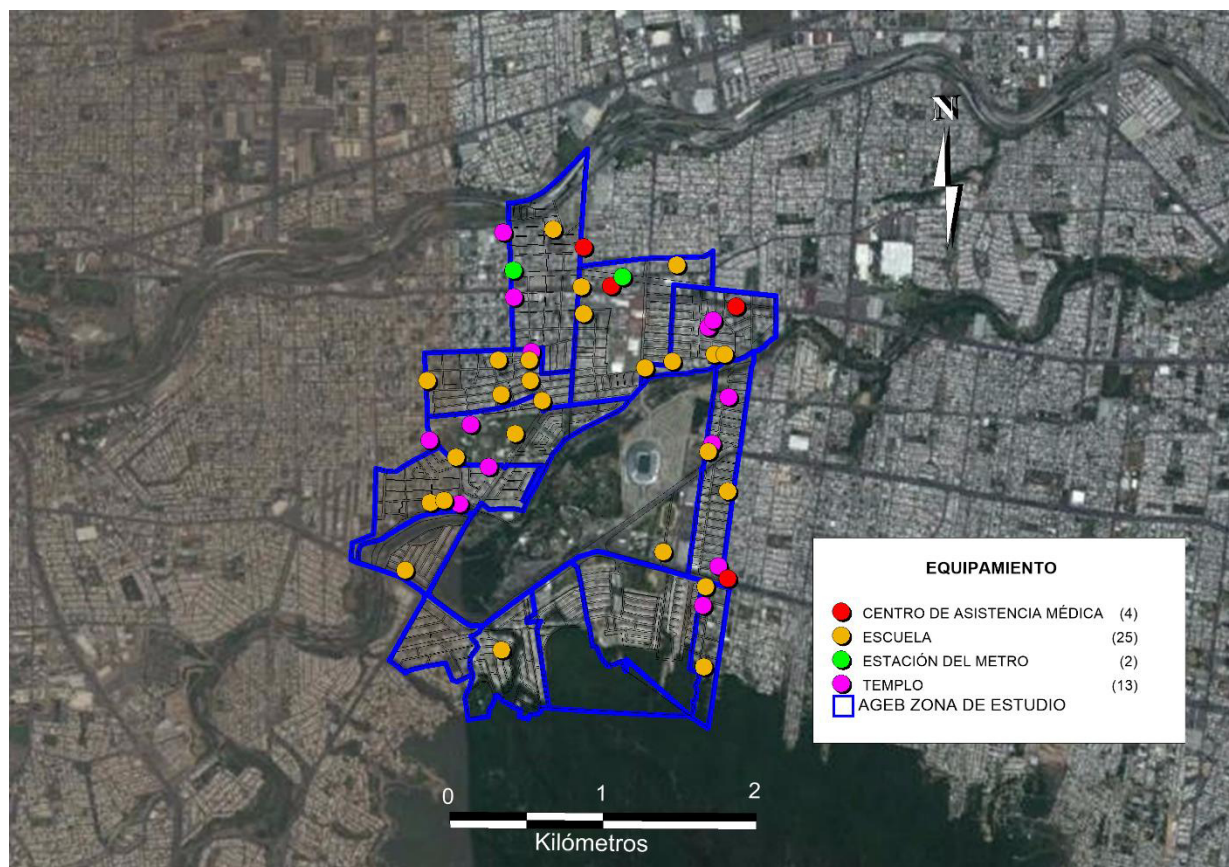 N
EQUIPAMIENTO
CENTRO DE ASISTENCIA MÉDICA (4)
ESCUELA (25)
ESTACIÓN DEL METRO (2)
TEMPLO (13)
AGEB ZONA DE ESTUDIO
0 1 2
Kilómetros